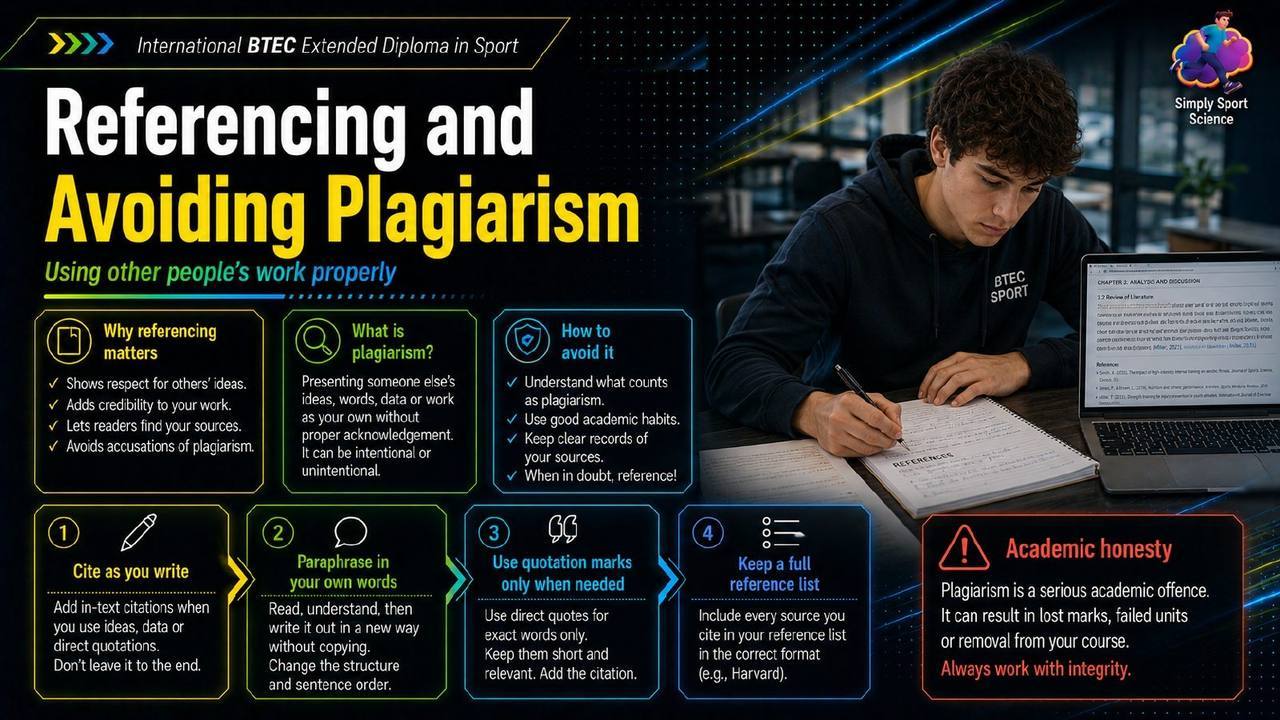 International BTEC Extended Diploma in Sport
Simply Sport
Science
Referencing and
Avoiding Plagiarism
Using other people's work properly
Why referencing
matters
✓ Shows respect for others' ideas.
✓ Adds credibility to your work.
✓ Lets readers find your sources.
✓ Avoids accusations of plagiarism.
What is
plagiarism?
Presenting someone else's
ideas, words, data or work
as your own without
proper acknowledgement.
It can be intentional or
unintentional.
How to
avoid it
✓ Understand what counts
as plagiarism.
✓ Use good academic habits.
✓ Keep clear records of
your sources.
✓ When in doubt, reference!
BTEC
SPORT
REFERENCES
CHAPTER 2: ANALYSIS AND DISCUSSION
1.2 Review of Literature
References
1
Cite as you write
Add in-text citations when
you use ideas, data or
direct quotations.
Don't leave it to the end.
2
Paraphrase in
your own words
Read, understand, then
write it out in a new way
without copying.
Change the structure
and sentence order.
3
Use quotation marks
only when needed
Use direct quotes for
exact words only.
Keep them short and
relevant. Add the citation.
4
Keep a full
reference list
Include every source you
cite in your reference list
in the correct format
(e.g., Harvard).
Academic honesty
Plagiarism is a serious academic offence.
It can result in lost marks, failed units
or removal from your course.
Always work with integrity.